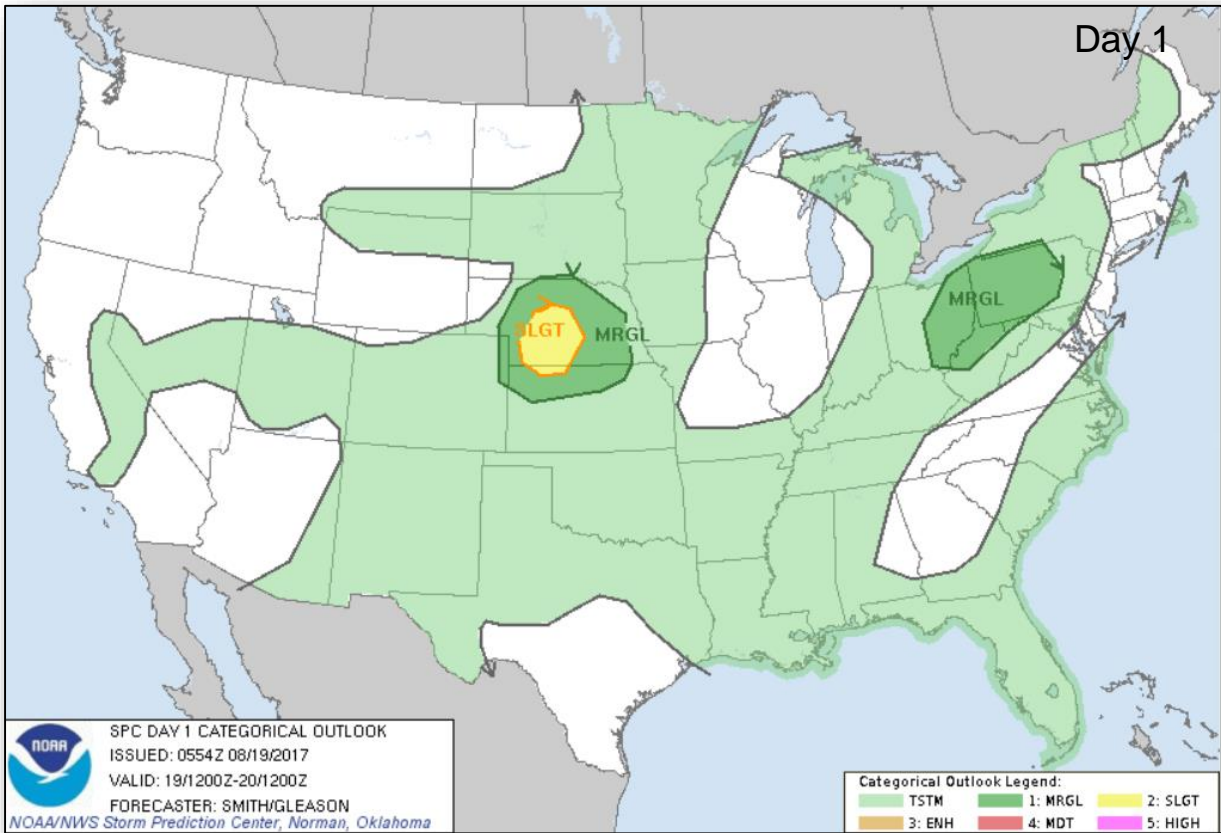 Day 1
SLGT
MRGL
MRGL
NOAA
SPC DAY 1 CATEGORICAL OUTLOOK
ISSUED: 0554Z 08/19/2017
VALID: 19/1200Z-20/1200Z
FORECASTER: SMITH/GLEASON
NOAA/NWS Storm Prediction Center, Norman, Oklahoma
Categorical Outlook Legend:
TSTM 1: MRGL 2: SLGT
3: ENH 4: MDT 5: HIGH